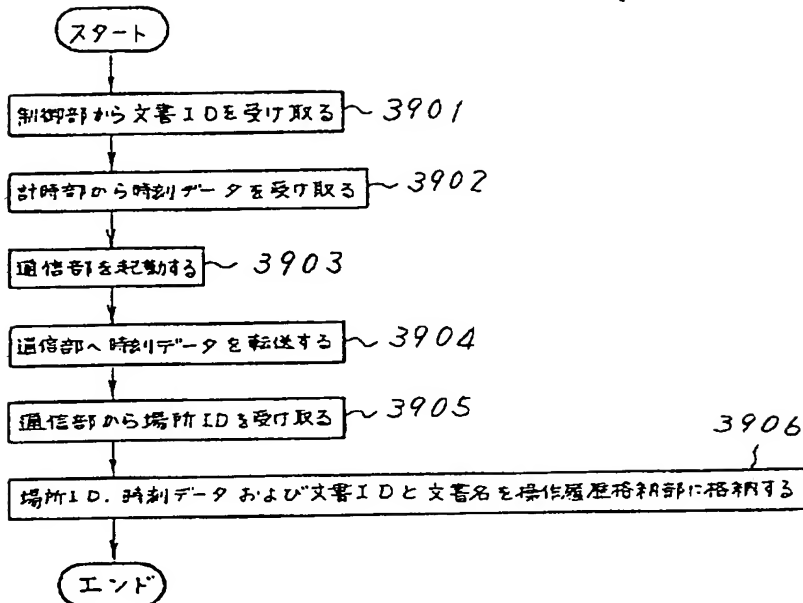 スタート
制御部から文書IDを受け取る 3901
計時部から時刻データを受け取る 3902
通信部を起動する 3903
通信部へ時刻データを転送する 3904
通信部から場所IDを受け取る 3905
3906
場所ID.時刻データおよび文書IDと文書名を操作履歴格納部に格納する
エンド